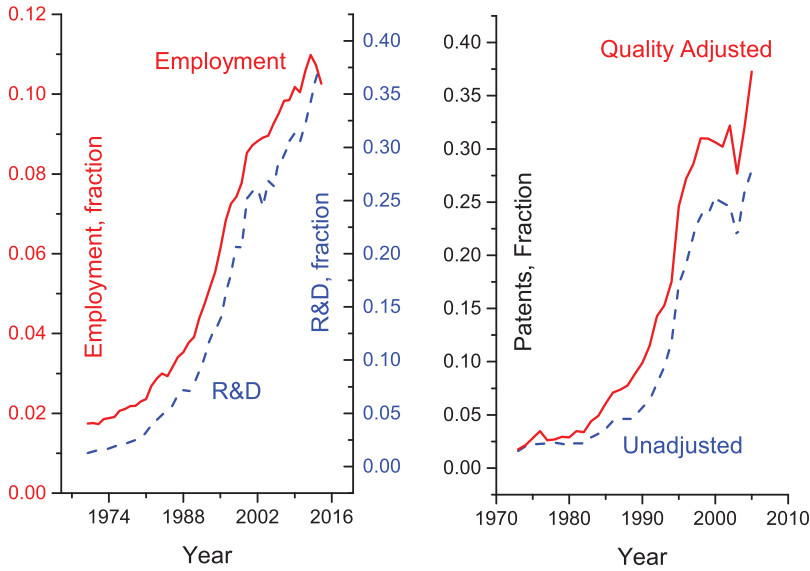 0.12
0.10
0.08
0.06
0.04
0.02
0.00
Employment, fraction
Employment
R&D
0.40
0.35
0.30
0.25
0.20
0.15
0.10
0.05
0.00
R&D, fraction
1974 1988 2002 2016
Year
0.40
0.35
0.30
0.25
0.20
0.15
0.10
0.05
0.00
Patents, Fraction
Quality Adjusted
Unadjusted
1970 1980 1990 2000 2010
Year